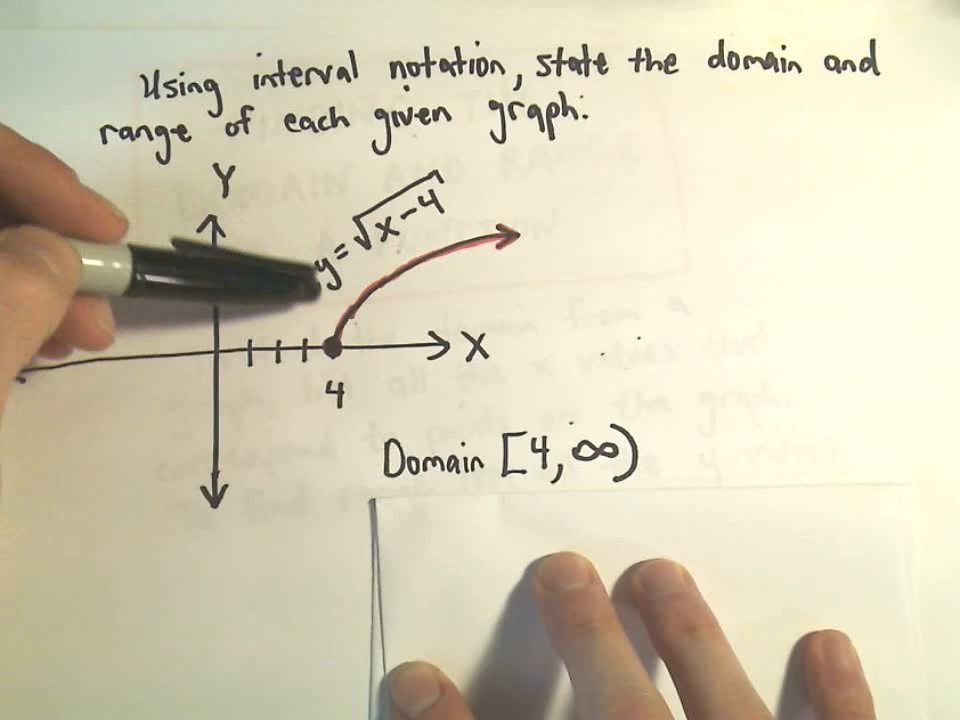 Using interval notation, state the domain and
range of each given graph:
Y
y = √x-4
X
4
Domain [4, ∞)